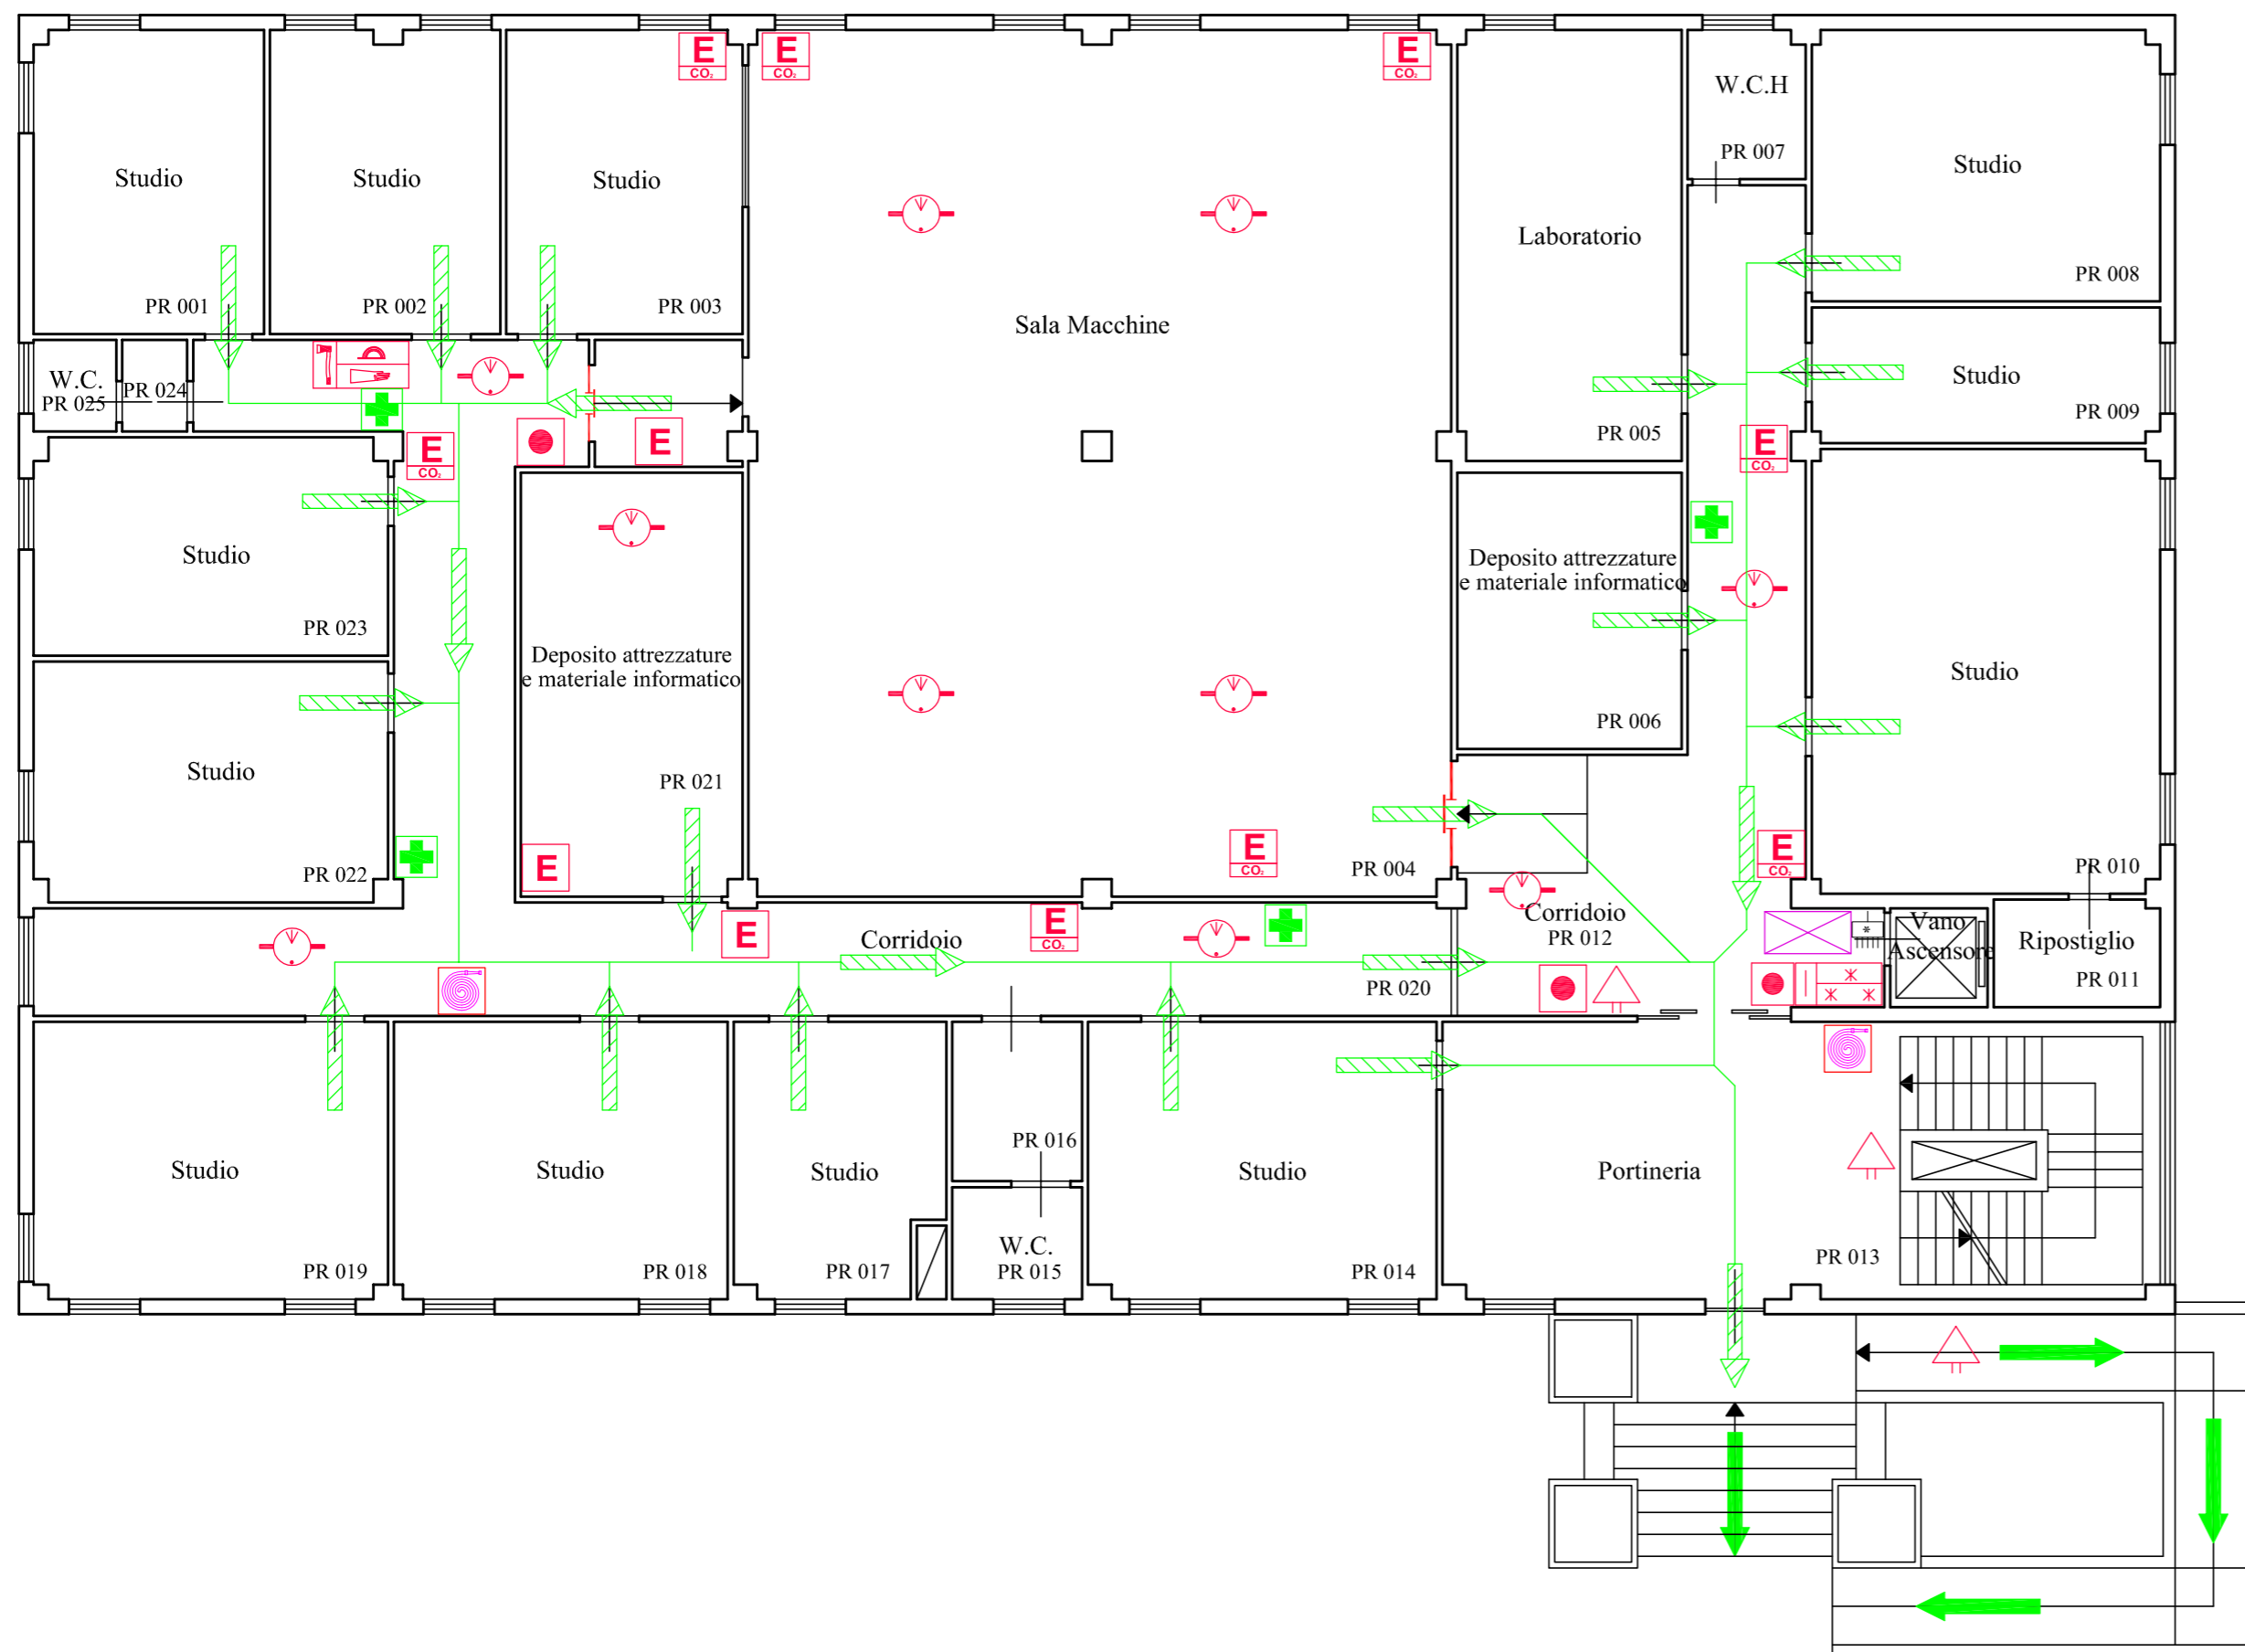 E
CO₂
E
CO₂
E
CO₂
W.C.H
PR 007
Studio
PR 001
Studio
PR 002
Studio
PR 003
Sala Macchine
Laboratorio
PR 005
Studio
PR 008
Studio
PR 009
W.C.
PR 025
PR 024
E
CO₂
E
E
CO₂
Studio
PR 023
Deposito attrezzature
e materiale informatico
PR 021
Deposito attrezzature
e materiale informatico
PR 006
Studio
PR 010
Studio
PR 022
E
E
CO₂
PR 004
E
CO₂
E
Corridoio
E
CO₂
PR 020
Corridoio
PR 012
Vano
Ascensore
Ripostiglio
PR 011
Studio
PR 019
Studio
PR 018
Studio
PR 017
PR 016
W.C.
PR 015
Studio
PR 014
Portineria
PR 013